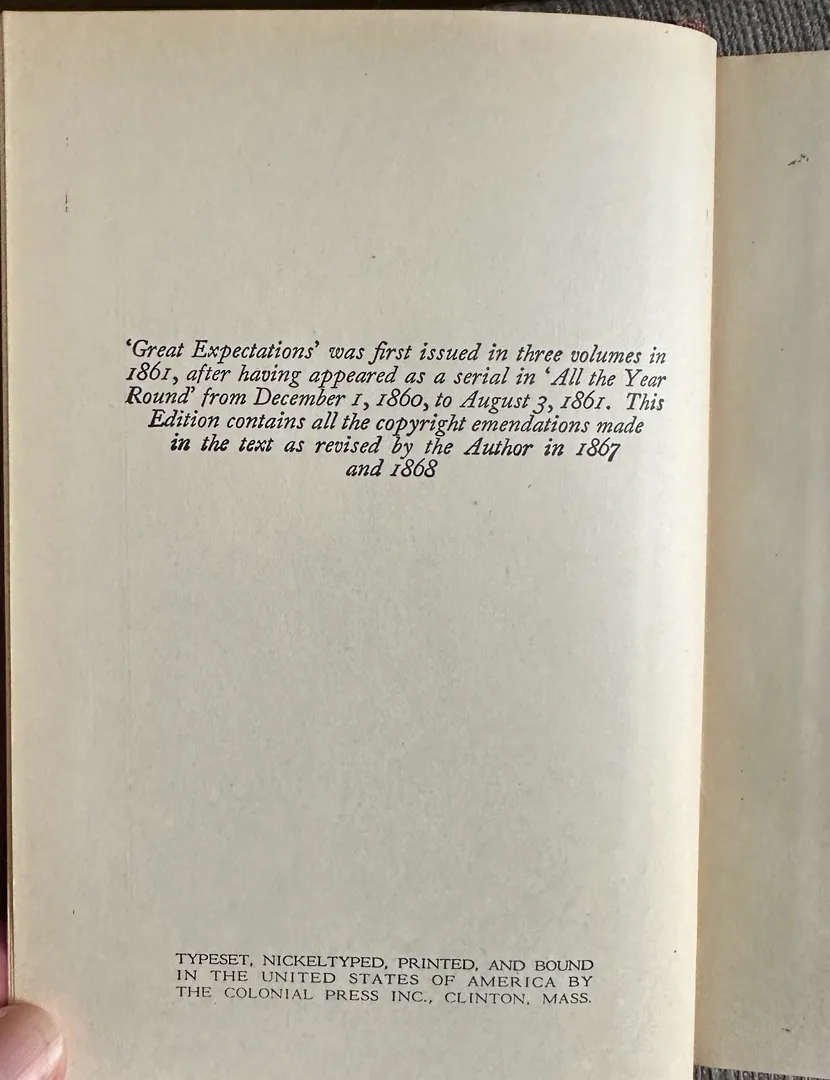 ‘Great Expectations’ was first issued in three volumes in
1861, after having appeared as a serial in ‘All the Year
Round’ from December 1, 1860, to August 3, 1861. This
Edition contains all the copyright emendations made
in the text as revised by the Author in 1867
and 1868
TYPESET, NICKELTYPED, PRINTED, AND BOUND
IN THE UNITED STATES OF AMERICA BY
THE COLONIAL PRESS INC., CLINTON, MASS.